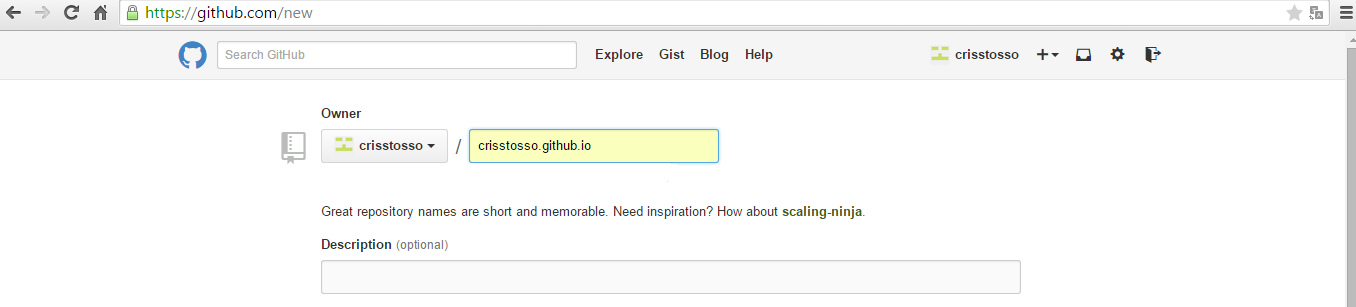 https://github.com/new
Search GitHub Explore Gist Blog Help crisstosso
Owner
crisstosso / crisstosso.github.io
Great repository names are short and memorable. Need inspiration? How about scaling-ninja.
Description (optional)